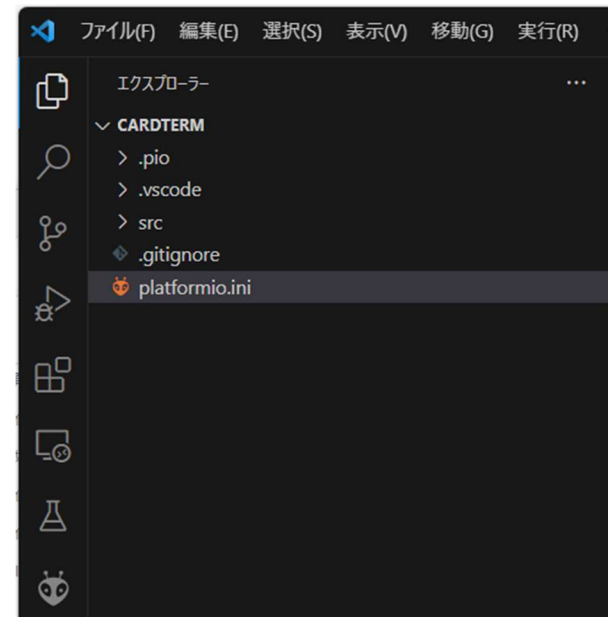 ファイル(F) 編集(E) 選択(S) 表示(V) 移動(G) 実行(R)
エクスプローラー
CARDTERM
.pio
.vscode
src
.gitignore
platformio.ini